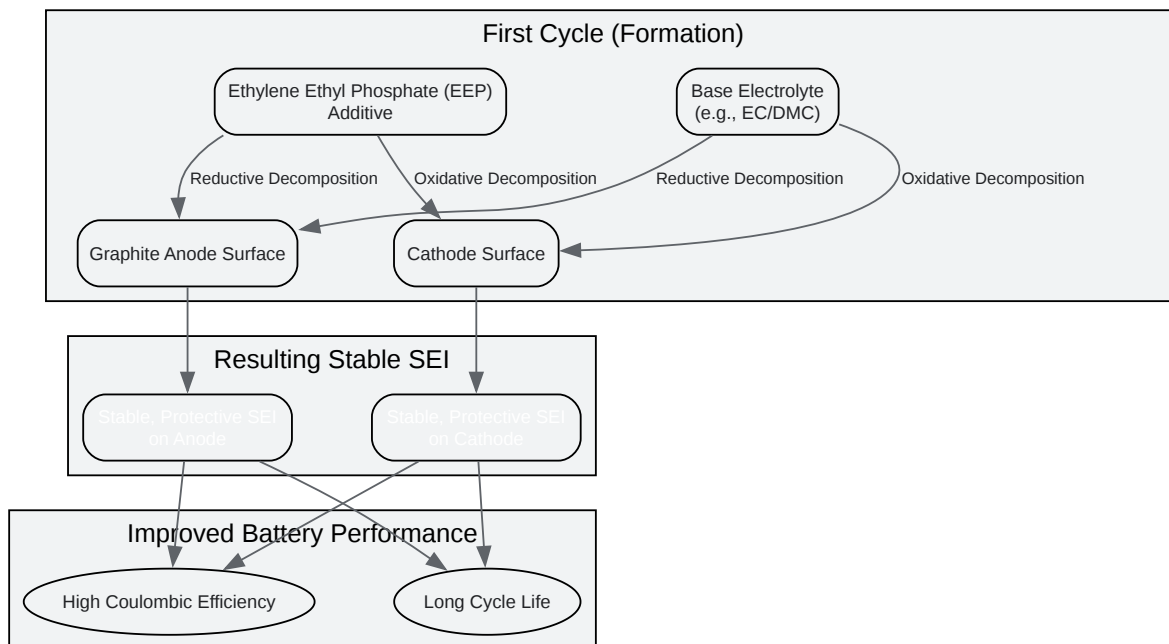 First Cycle (Formation)
Ethylene Ethyl Phosphate (EEP)
Additive
Base Electrolyte
(e.g., EC/DMC)
Reductive Decomposition
Oxidative Decomposition
Reductive Decomposition
Oxidative Decomposition
Graphite Anode Surface
Cathode Surface
Resulting Stable SEI
Stable, Protective SEI
on Anode
Stable, Protective SEI
on Cathode
Improved Battery Performance
High Coulombic Efficiency
Long Cycle Life